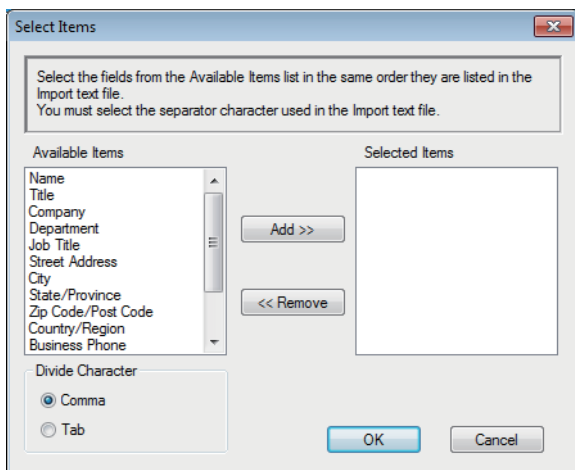 Select Items
Select the fields from the Available Items list in the same order they are listed in the
Import text file.
You must select the separator character used in the Import text file.
Available Items
Selected Items
Name
Title
Company
Department
Job Title
Street Address
City
State/Province
Zip Code/Post Code
Country/Region
Business Phone
Add >>
<< Remove
Divide Character
Comma
Tab
OK
Cancel